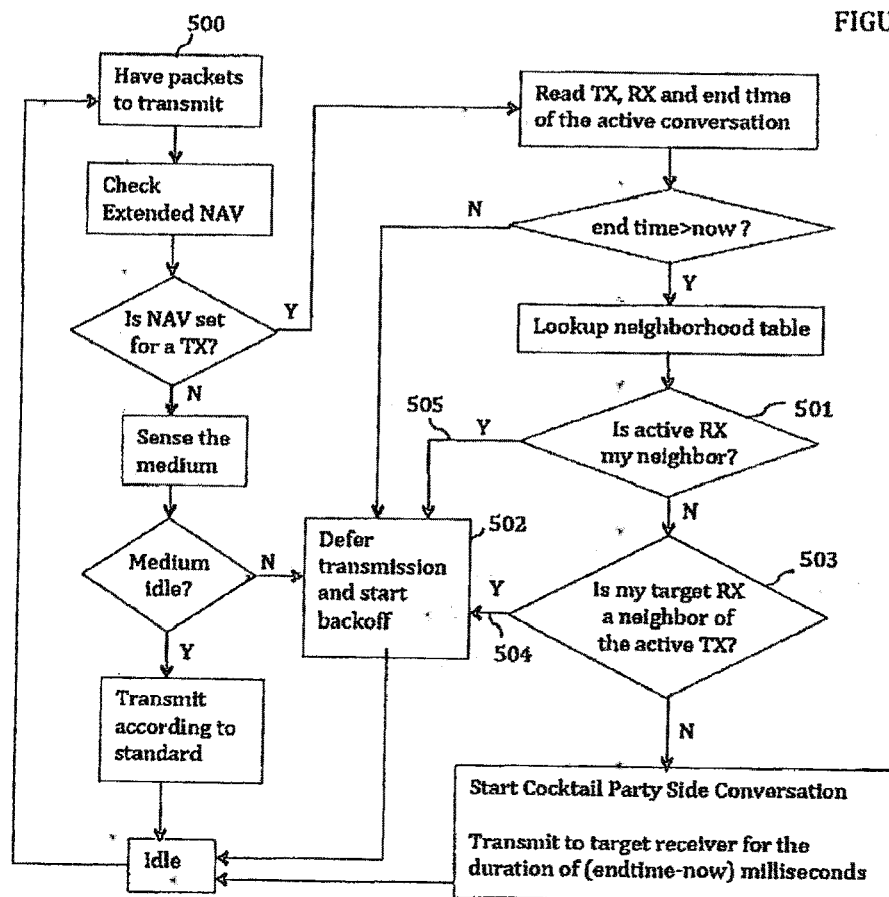 FIGU
500
Have packets
to transmit
Check
Extended NAV
Is NAV set
for a TX?
Y
N
Sense the
medium
Medium
idle?
N
Y
Transmit
according to
standard
Idle
Read TX, RX and end time
of the active conversation
end time>now?
N
Y
Lookup neighborhood table
501
Is active RX
my neighbor?
505
Y
N
502
Defer
transmission
and start
backoff
503
Is my target RX
a neighbor of
the active TX?
Y
504
N
Start Cocktail Party Side Conversation
Transmit to target receiver for the
duration of (endtime-now) milliseconds